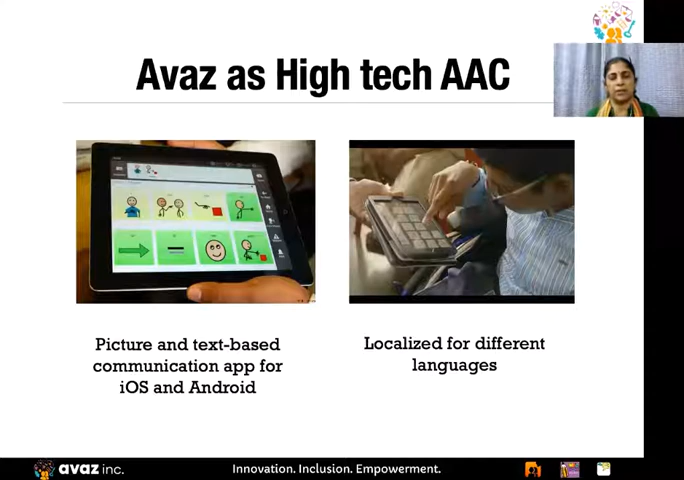 Avaz as High tech AAC
Picture and text-based
communication app for
iOS and Android
Localized for different
languages
avaz inc.
Innovation. Inclusion. Empowerment.